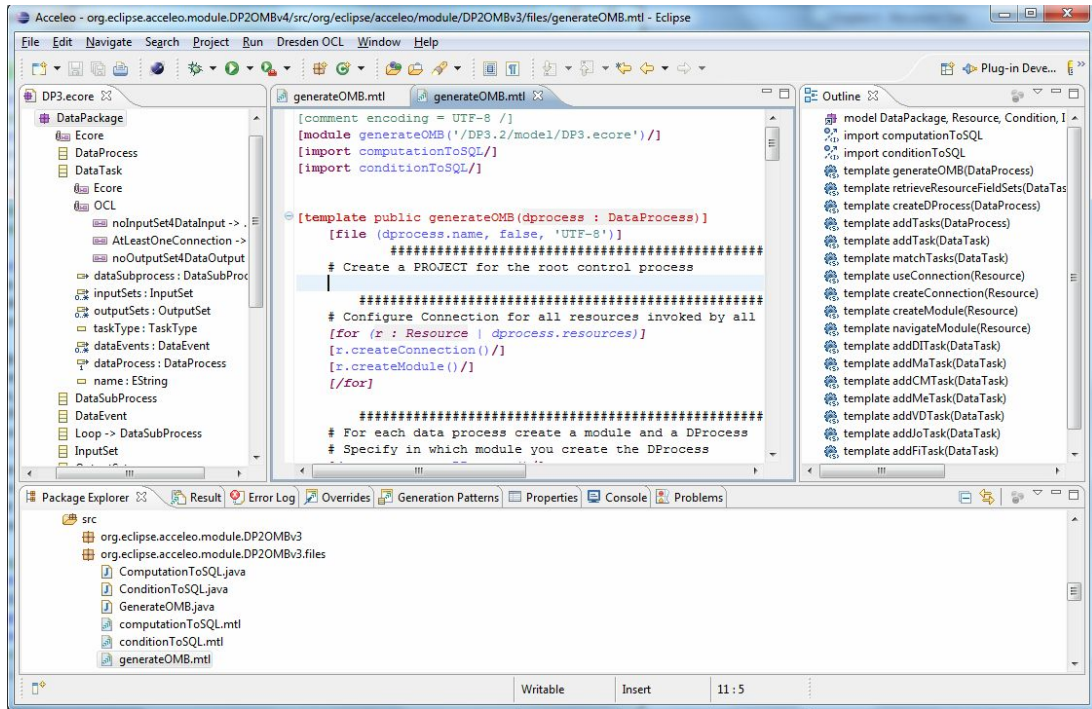 Acceleo - org.eclipse.acceleo.module.DP2OMBv4/src/org/eclipse/acceleo/module/DP2OMBv3/files/generateOMB.mtl - Eclipse
File Edit Navigate Search Project Run Dresden OCL Window Help
Plug-in Deve...
DP3.ecore
DataPackage
Ecore
DataProcess
DataTask
Ecore
OCL
noInputSet4DataInput -> .
AtLeastOneConnection ->
noOutputSet4DataOutput
dataSubprocess : DataSubProc
inputSets : InputSet
outputSets : OutputSet
taskType : TaskType
dataEvents : DataEvent
dataProcess : DataProcess
name : EString
DataSubProcess
DataEvent
Loop -> DataSubProcess
InputSet
generateOMB.mtl generateOMB.mtl
[comment encoding = UTF-8 /]
[module generateOMB('/DP3.2/model/DP3.ecore')/]
[import computationToSQL/]
[import conditionToSQL/]
[template public generateOMB(dprocess : DataProcess)]
[file (dprocess.name, false, 'UTF-8')]
################################################
# Create a PROJECT for the root control process
####################################################
# Configure Connection for all resources invoked by all
[for (r : Resource | dprocess.resources)]
[r.createConnection()/]
[r.createModule()/]
[/for]
####################################################
# For each data process create a module and a DProcess
# Specify in which module you create the DProcess
Outline
model DataPackage, Resource, Condition, I
import computationToSQL
import conditionToSQL
template generateOMB(DataProcess)
template retrieveResourceFieldSets(DataTas
template createDProcess(DataProcess)
template addTasks(DataProcess)
template addTask(DataTask)
template matchTasks(DataTask)
template useConnection(Resource)
template createConnection(Resource)
template createModule(Resource)
template navigateModule(Resource)
template addDITask(DataTask)
template addMaTask(DataTask)
template addCMTask(DataTask)
template addMeTask(DataTask)
template addVDTask(DataTask)
template addJoTask(DataTask)
template addFiTask(DataTask)
Package Explorer Result Error Log Overrides Generation Patterns Properties Console Problems
src
org.eclipse.acceleo.module.DP2OMBv3
org.eclipse.acceleo.module.DP2OMBv3.files
ComputationToSQL.java
ConditionToSQL.java
GenerateOMB.java
computationToSQL.mtl
conditionToSQL.mtl
generateOMB.mtl
Writable Insert 11 : 5